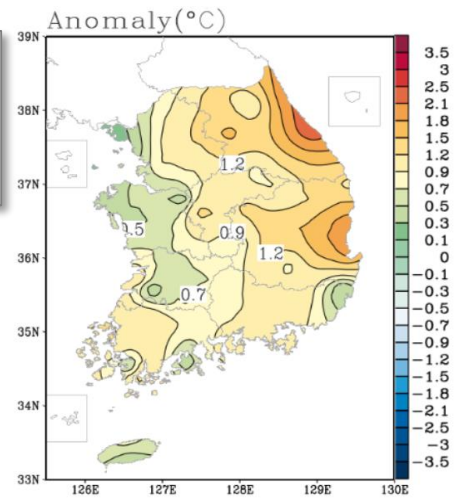 Anomaly(°C)
39N
38N
37N
36N
35N
34N
33N
126E
127E
128E
129E
130E
1.2
0.5
0.9
1.2
0.7
3.5
3
2.5
2.1
1.8
1.5
1.2
0.9
0.7
0.5
0.3
0.1
0
−0.1
−0.3
−0.5
−0.7
−0.9
−1.2
−1.5
−1.8
−2.1
−2.5
−3
−3.5